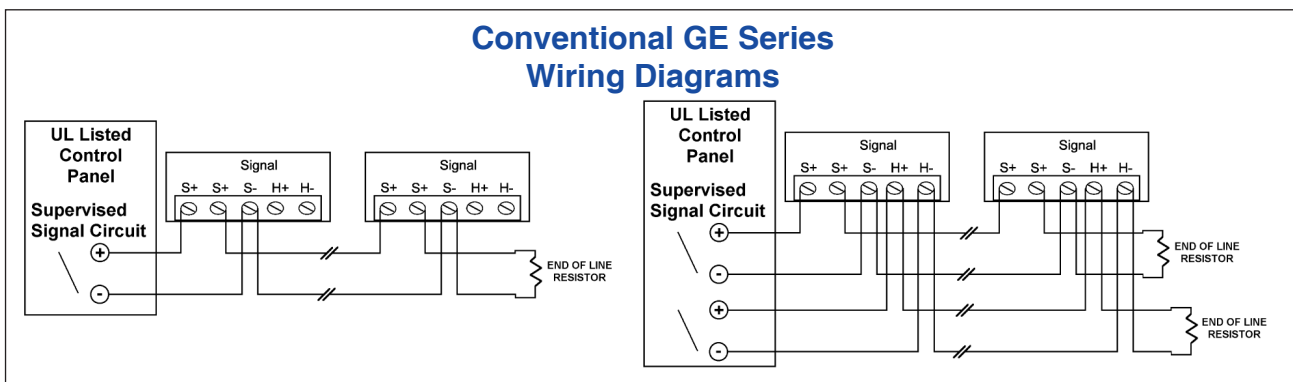 Conventional GE Series
Wiring Diagrams
UL Listed
Control
Panel
Supervised
Signal Circuit
+
-
Signal
S+ S+ S- H+ H-
Signal
S+ S+ S- H+ H-
END OF LINE
RESISTOR
UL Listed
Control
Panel
Supervised
Signal Circuit
+
-
+
-
Signal
S+ S+ S- H+ H-
Signal
S+ S+ S- H+ H-
END OF LINE
RESISTOR
END OF LINE
RESISTOR